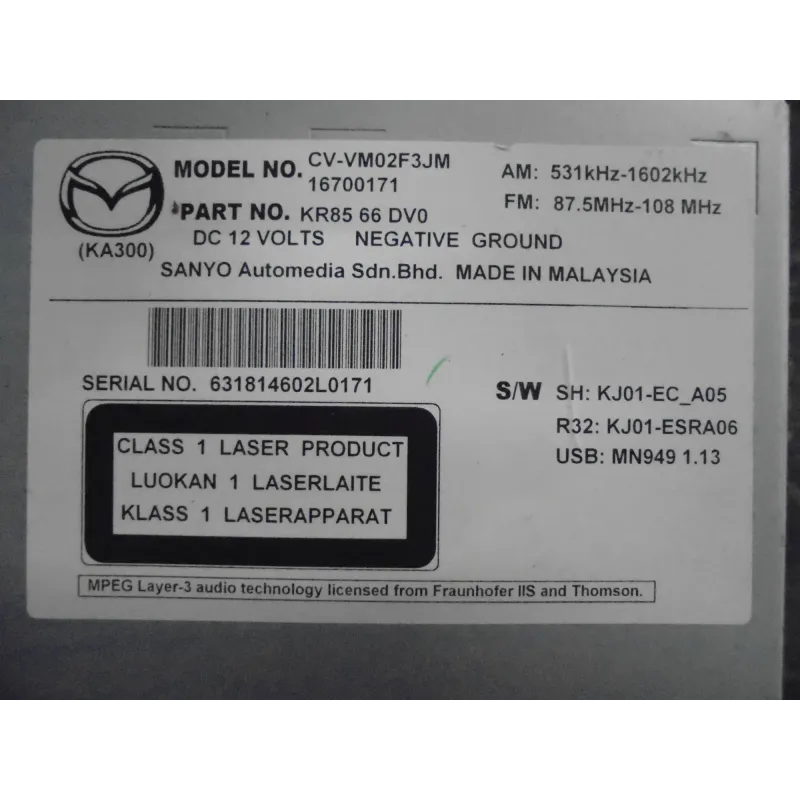 MODEL NO. CV-VM02F3JM
16700171
AM: 531kHz-1602kHz
PART NO. KR85 66 DV0
FM: 87.5MHz-108 MHz
(KA300)
DC 12 VOLTS NEGATIVE GROUND
SANYO Automedia Sdn.Bhd. MADE IN MALAYSIA
SERIAL NO. 631814602L0171
S/W SH: KJ01-EC_A05
R32: KJ01-ESRA06
USB: MN949 1.13
CLASS 1 LASER PRODUCT
LUOKAN 1 LASERLAITE
KLASS 1 LASERAPPARAT
MPEG Layer-3 audio technology licensed from Fraunhofer IIS and Thomson.